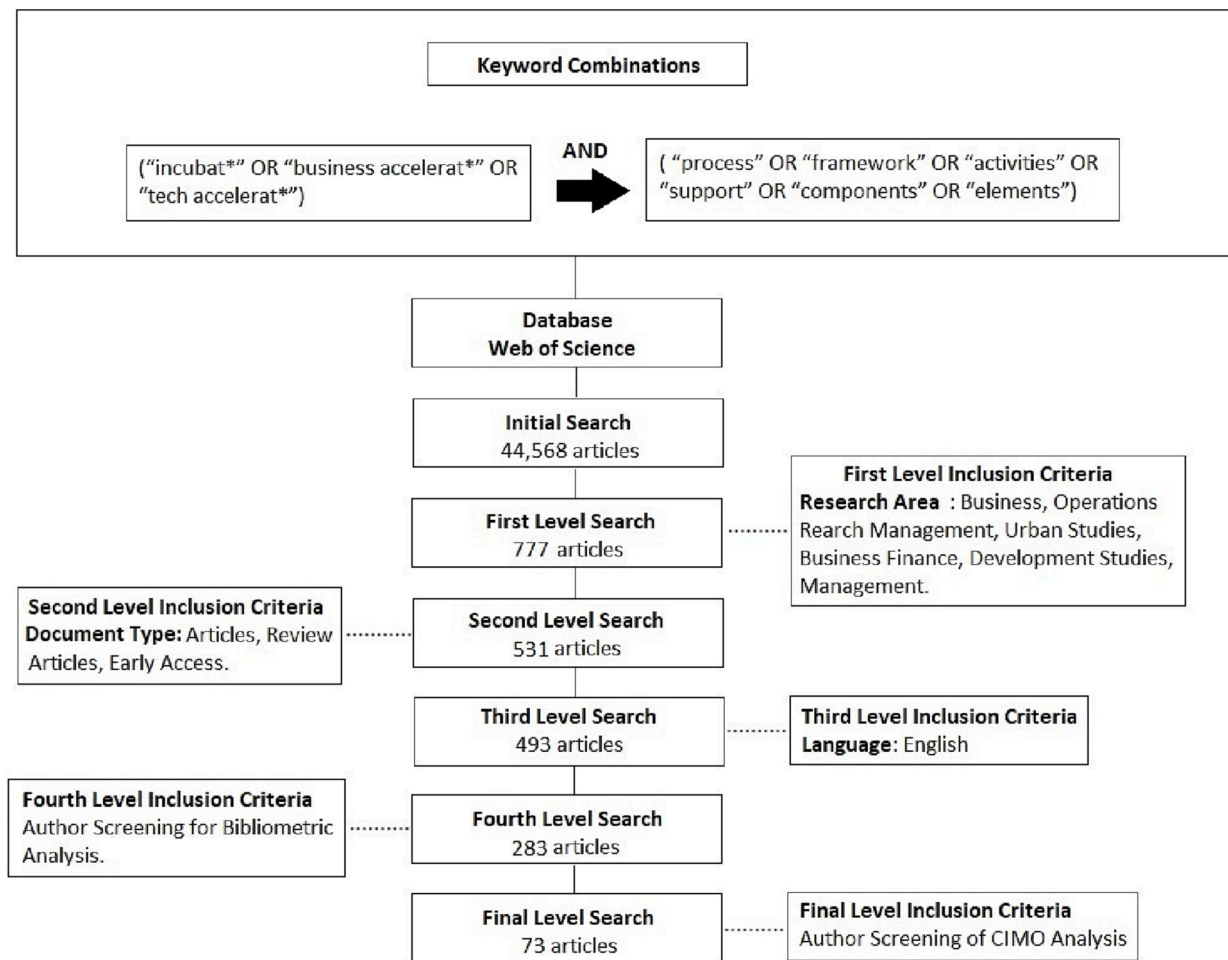 Keyword Combinations
(“incubat*” OR “business accelerat*” OR
“tech accelerat*”)
AND
( “process” OR “framework” OR “activities” OR
“support” OR “components” OR “elements”)
Database
Web of Science
Initial Search
44,568 articles
First Level Search
777 articles
First Level Inclusion Criteria
Research Area : Business, Operations
Rearch Management, Urban Studies,
Business Finance, Development Studies,
Management.
Second Level Inclusion Criteria
Document Type: Articles, Review
Articles, Early Access.
Second Level Search
531 articles
Third Level Search
493 articles
Third Level Inclusion Criteria
Language: English
Fourth Level Inclusion Criteria
Author Screening for Bibliometric
Analysis.
Fourth Level Search
283 articles
Final Level Search
73 articles
Final Level Inclusion Criteria
Author Screening of CIMO Analysis